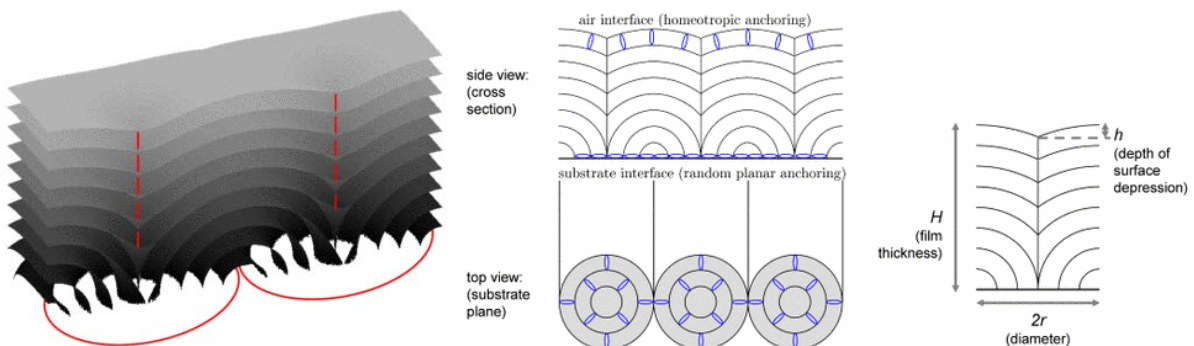 air interface (homeotropic anchoring)
side view:
(cross
section)
substrate interface (random planar anchoring)
top view:
(substrate
plane)
h
(depth of
surface
depression)
H
(film
thickness)
2r
(diameter)